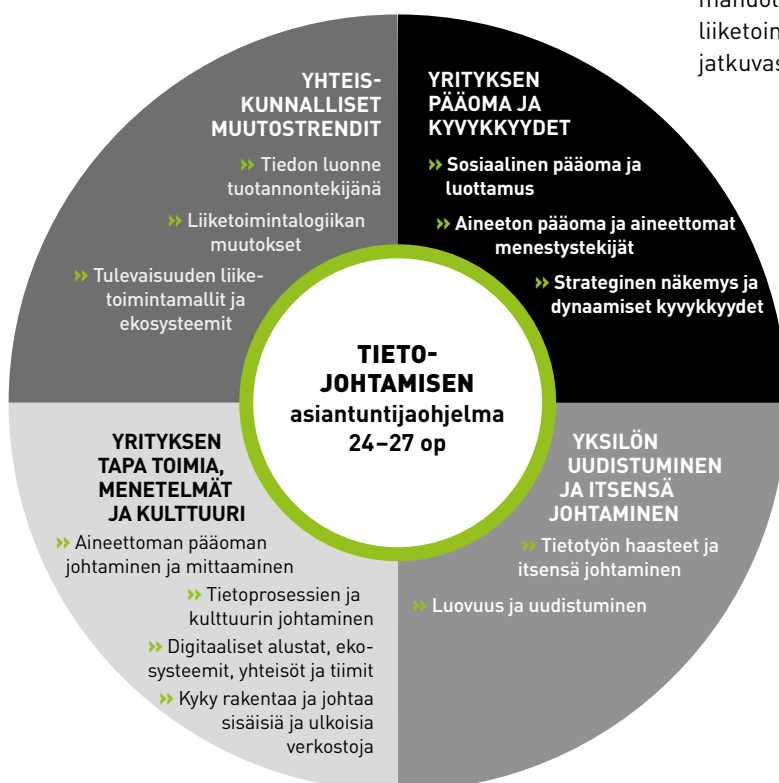 liiketoin
jatkuvas
YHTEIS-
KUNNALLISET
MUUTOSTRENDIT
» Tiedon luonne
tuotannontekijänä
» Liiketoimintalogiikan
muutokset
» Tulevaisuuden liike-
toimintamallit ja
ekosysteemit
YRITYKSEN
PÄÄOMA JA
KYVYKKYYDET
» Sosiaalinen pääoma ja
luottamus
» Aineeton pääoma ja aineettomat
menestystekijät
» Strateginen näkemys ja
dynaamiset kyvykkyydet
TIETO-
JOHTAMISEN
asiantuntijaohjelma
24–27 op
YRITYKSEN
TAPA TOIMIA,
MENETELMÄT
JA KULTTUURI
» Aineettoman pääoman
johtaminen ja mittaaminen
» Tietoprosessien ja
kulttuurin johtaminen
» Digitaaliset alustat, eko-
systeemit, yhteisöt ja tiimit
» Kyky rakentaa ja johtaa
sisäisiä ja ulkoisia
verkostoja
YKSILÖN
UUDISTUMINEN
JA ITSENSÄ
JOHTAMINEN
» Tietotyön haasteet ja
itsensä johtaminen
» Luovuus ja uudistuminen